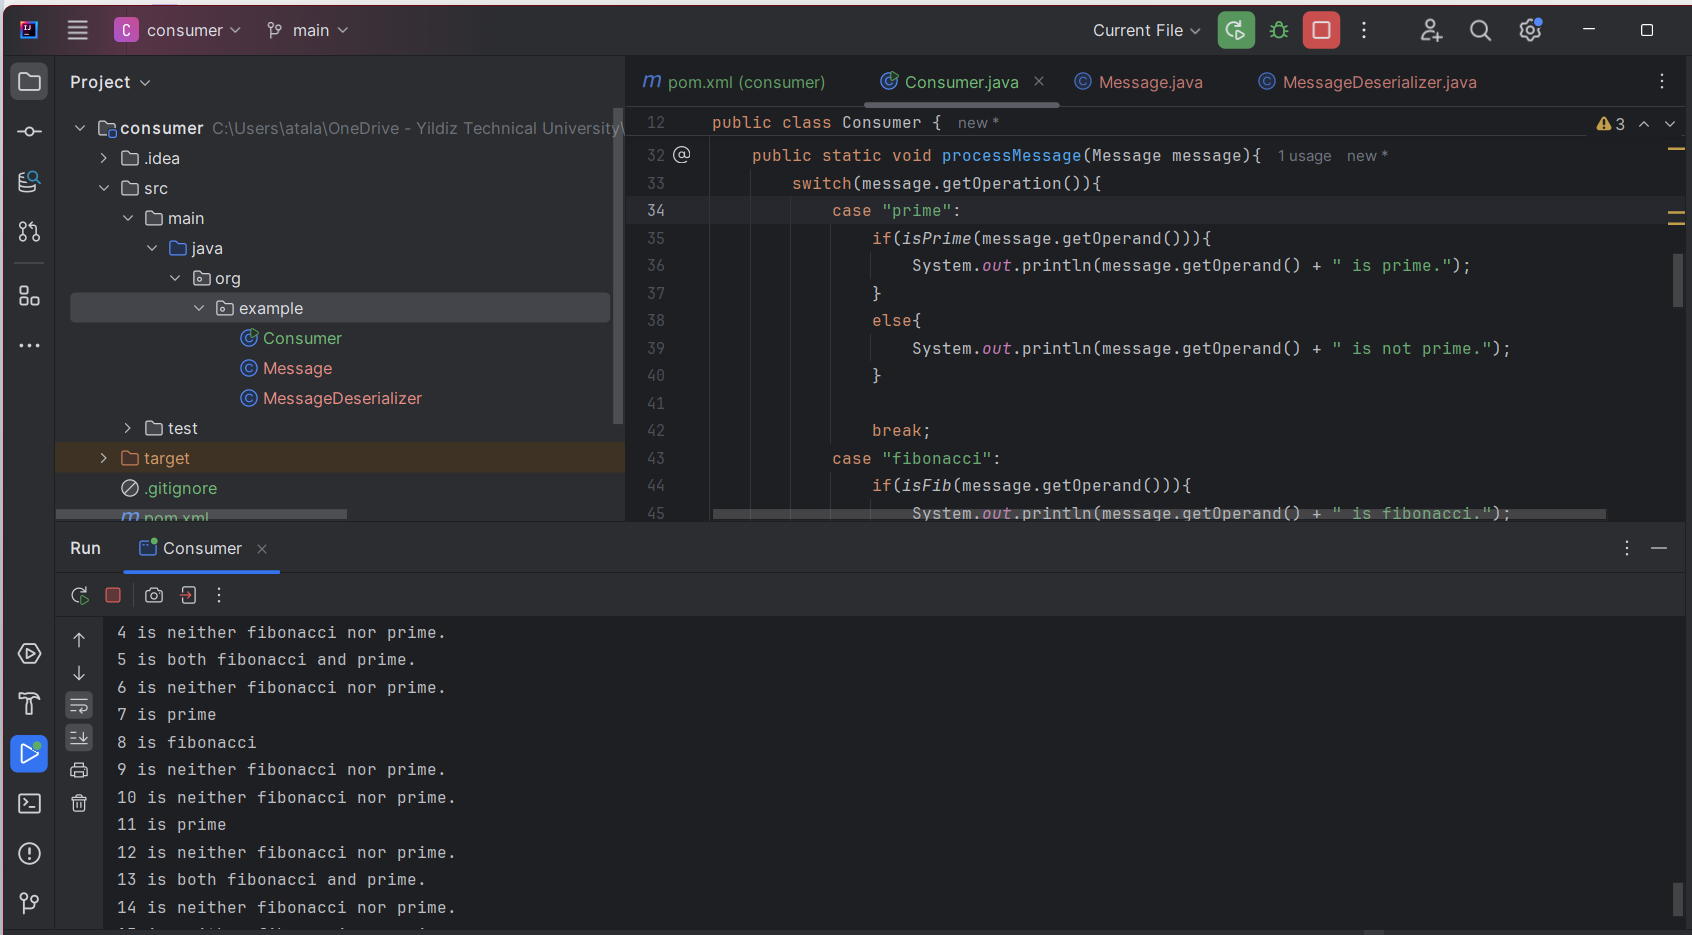 IJ
C consumer
main
Current File
Project
m pom.xml (consumer)
Consumer.java
Message.java
MessageDeserializer.java
consumer C:\Users\atala\OneDrive - Yildiz Technical University\
.idea
src
main
java
org
example
Consumer
Message
MessageDeserializer
test
target
.gitignore
m pom.xml
12 public class Consumer { new *
3
32 @ public static void processMessage(Message message){ 1 usage new *
33 switch(message.getOperation()){
34 case "prime":
35 if(isPrime(message.getOperand())){
36 System.out.println(message.getOperand() + " is prime.");
37 }
38 else{
39 System.out.println(message.getOperand() + " is not prime.");
40 }
41
42 break;
43 case "fibonacci":
44 if(isFib(message.getOperand())){
45 System.out.println(message.getOperand() + " is fibonacci.");
Run
Consumer
4 is neither fibonacci nor prime.
5 is both fibonacci and prime.
6 is neither fibonacci nor prime.
7 is prime
8 is fibonacci
9 is neither fibonacci nor prime.
10 is neither fibonacci nor prime.
11 is prime
12 is neither fibonacci nor prime.
13 is both fibonacci and prime.
14 is neither fibonacci nor prime.